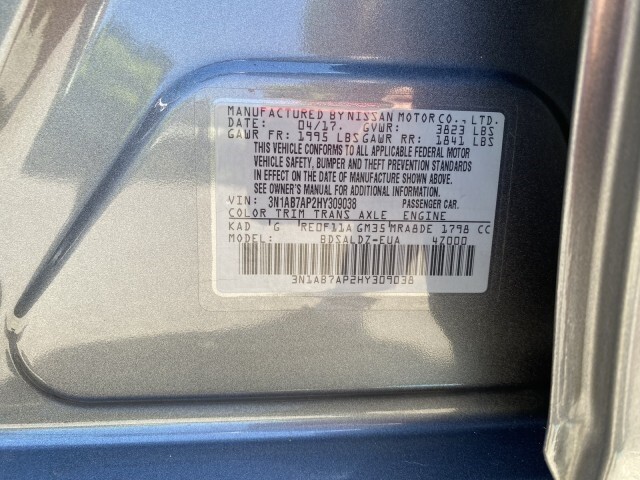 MANUFACTURED BY NISSAN MOTOR CO., LTD.
DATE: 04/17. GVWR: 3823 LBS
GAWR FR: 1995 LBS GAWR RR: 1841 LBS
THIS VEHICLE CONFORMS TO ALL APPLICABLE FEDERAL MOTOR
VEHICLE SAFETY, BUMPER AND THEFT PREVENTION STANDARDS
IN EFFECT ON THE DATE OF MANUFACTURE SHOWN ABOVE.
SEE OWNER'S MANUAL FOR ADDITIONAL INFORMATION.
VIN: 3N1AB7AP2HY309038 PASSENGER CAR.
COLOR TRIM TRANS AXLE ENGINE
KAD G RE0F11A GM35 MRA8DE 1798 CC
MODEL: BDSALDZ-EUA 4Z000
3N1AB7AP2HY309038